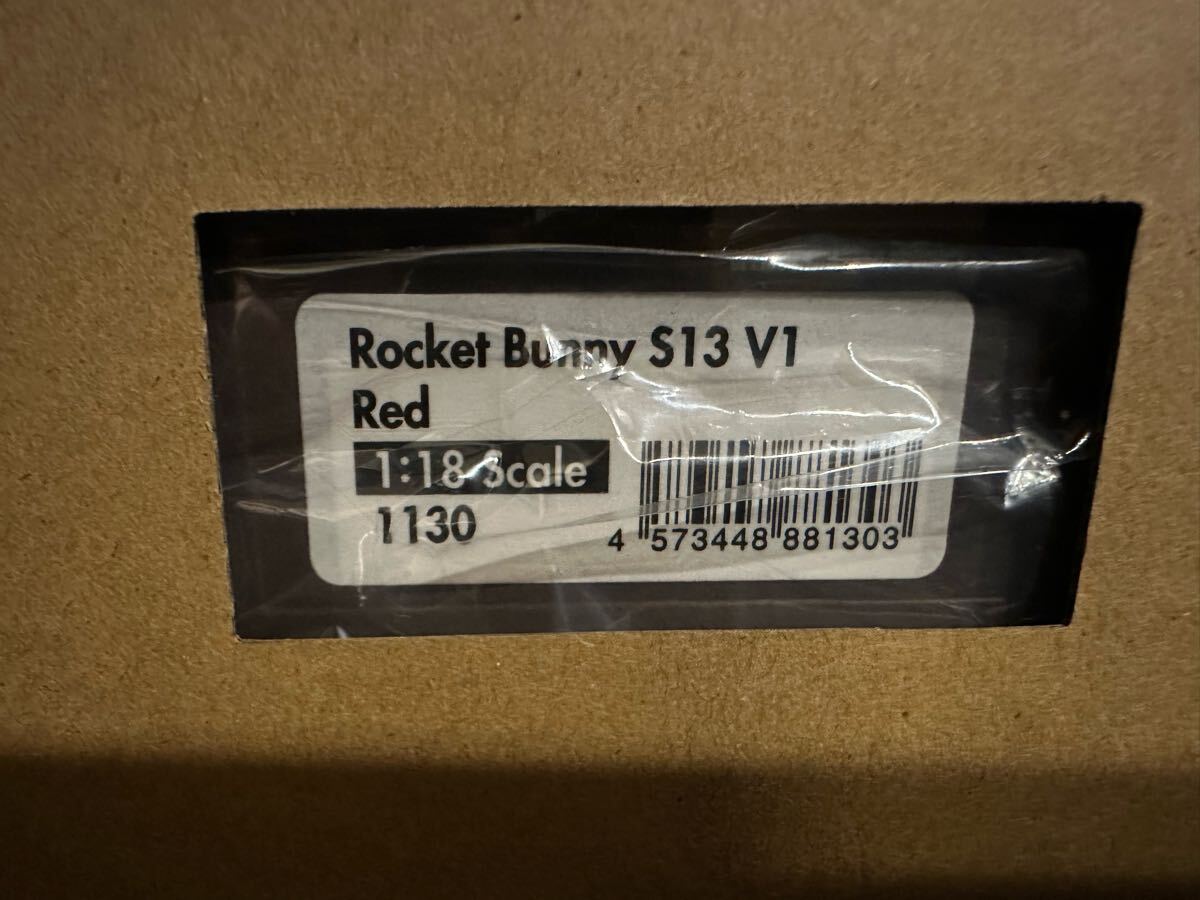 Rocket Bunny S13 V1
Red
1:18 Scale
1130
4 573448 881303